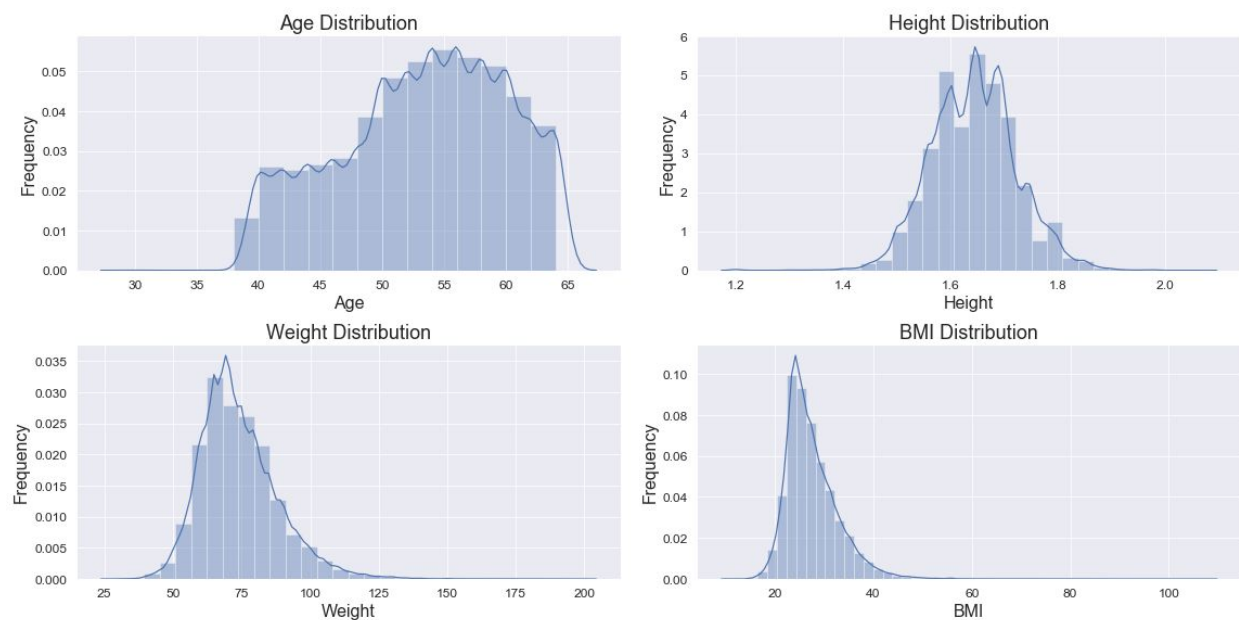 Age Distribution
Frequency
0.05
0.04
0.03
0.02
0.01
0.00
30 35 40 45 50 55 60 65
Age
Height Distribution
Frequency
6
5
4
3
2
1
0
1.2 1.4 1.6 1.8 2.0
Height
Weight Distribution
Frequency
0.035
0.030
0.025
0.020
0.015
0.010
0.005
0.000
25 50 75 100 125 150 175 200
Weight
BMI Distribution
Frequency
0.10
0.08
0.06
0.04
0.02
0.00
20 40 60 80 100
BMI